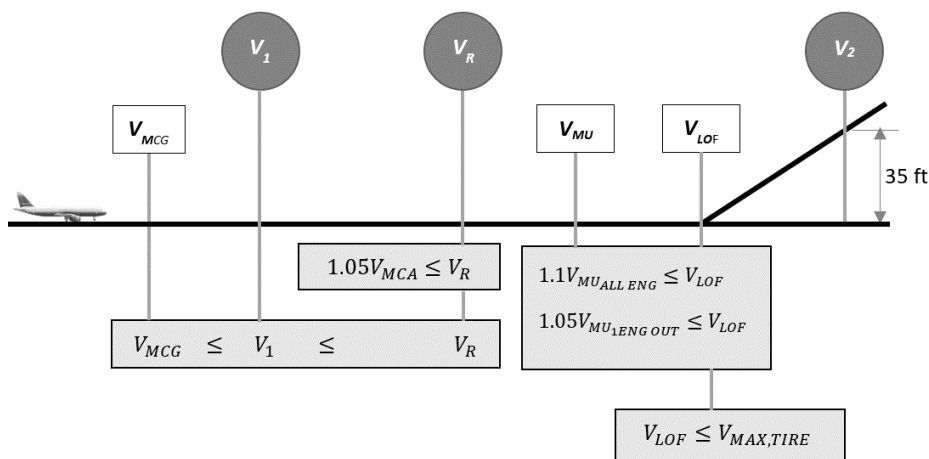 V1
VR
V2
VMCG
VMU
VLOF
35 ft
1.05VMCA ≤ VR
1.1VMU ALL ENG ≤ VLOF
1.05VMU 1ENG OUT ≤ VLOF
VMCG ≤ V1 ≤ VR
VLOF ≤ VMAX,TIRE